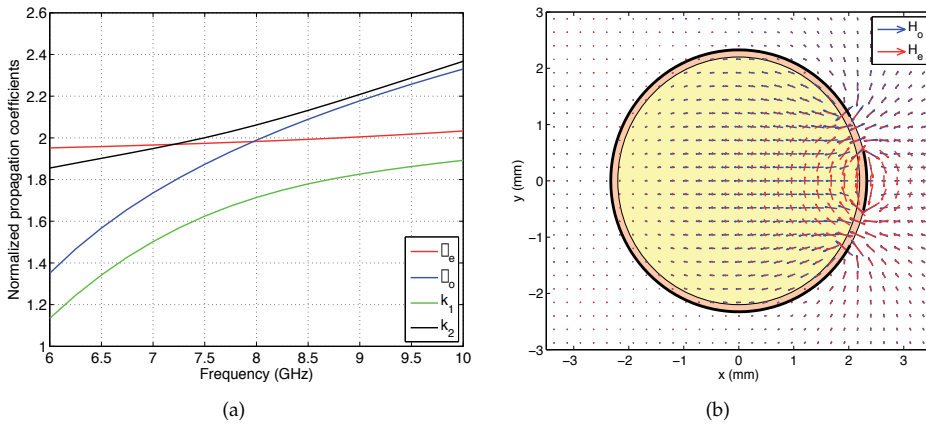 2.6
2.4
2.2
2
1.8
1.6
1.4
1.2
1
6 6.5 7 7.5 8 8.5 9 9.5 10
Normalized propagation coefficients
Frequency (GHz)
□e
□o
k1
k2
(a)
3
2
1
0
−1
−2
−3
−3 −2 −1 0 1 2 3
y (mm)
x (mm)
Ho
He
(b)